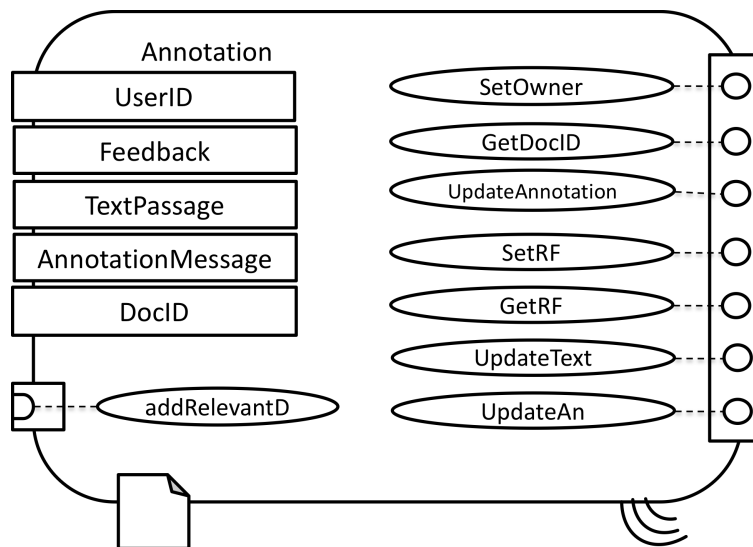 Annotation
UserID
Feedback
TextPassage
AnnotationMessage
DocID
addRelevantD
SetOwner
GetDocID
UpdateAnnotation
SetRF
GetRF
UpdateText
UpdateAn